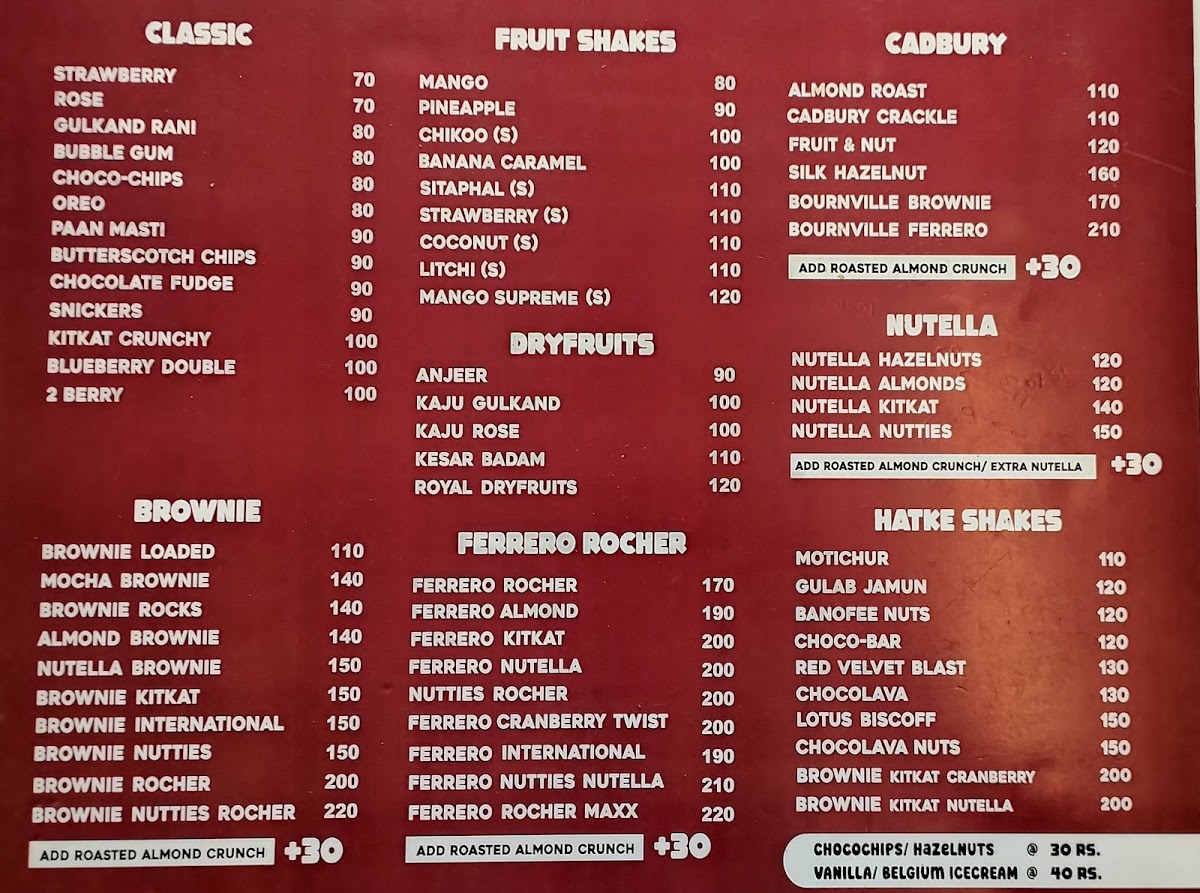 CLASSIC
STRAWBERRY 70
ROSE 70
GULKAND RANI 80
BUBBLE GUM 80
CHOCO-CHIPS 80
OREO 80
PAAN MASTI 90
BUTTERSCOTCH CHIPS 90
CHOCOLATE FUDGE 90
SNICKERS 90
KITKAT CRUNCHY 100
BLUEBERRY DOUBLE 100
2 BERRY 100
BROWNIE
BROWNIE LOADED 110
MOCHA BROWNIE 140
BROWNIE ROCKS 140
ALMOND BROWNIE 140
NUTELLA BROWNIE 150
BROWNIE KITKAT 150
BROWNIE INTERNATIONAL 150
BROWNIE NUTTIES 150
BROWNIE ROCHER 200
BROWNIE NUTTIES ROCHER 220
ADD ROASTED ALMOND CRUNCH +30
FRUIT SHAKES
MANGO 80
PINEAPPLE 90
CHIKOO (S) 100
BANANA CARAMEL 100
SITAPHAL (S) 110
STRAWBERRY (S) 110
COCONUT (S) 110
LITCHI (S) 110
MANGO SUPREME (S) 120
DRYFRUITS
ANJEER 90
KAJU GULKAND 100
KAJU ROSE 100
KESAR BADAM 110
ROYAL DRYFRUITS 120
FERRERO ROCHER
FERRERO ROCHER 170
FERRERO ALMOND 190
FERRERO KITKAT 200
FERRERO NUTELLA 200
NUTTIES ROCHER 200
FERRERO CRANBERRY TWIST 200
FERRERO INTERNATIONAL 190
FERRERO NUTTIES NUTELLA 210
FERRERO ROCHER MAXX 220
ADD ROASTED ALMOND CRUNCH +30
CADBURY
ALMOND ROAST 110
CADBURY CRACKLE 110
FRUIT & NUT 120
SILK HAZELNUT 160
BOURNVILLE BROWNIE 170
BOURNVILLE FERRERO 210
ADD ROASTED ALMOND CRUNCH +30
NUTELLA
NUTELLA HAZELNUTS 120
NUTELLA ALMONDS 120
NUTELLA KITKAT 140
NUTELLA NUTTIES 150
ADD ROASTED ALMOND CRUNCH/ EXTRA NUTELLA +30
HATKE SHAKES
MOTICHUR 110
GULAB JAMUN 120
BANOFEE NUTS 120
CHOCO-BAR 120
RED VELVET BLAST 130
CHOCOLAVA 130
LOTUS BISCOFF 150
CHOCOLAVA NUTS 150
BROWNIE KITKAT CRANBERRY 200
BROWNIE KITKAT NUTELLA 200
CHOCOCHIPS/ HAZELNUTS @ 30 RS.
VANILLA/ BELGIUM ICECREAM @ 40 RS.